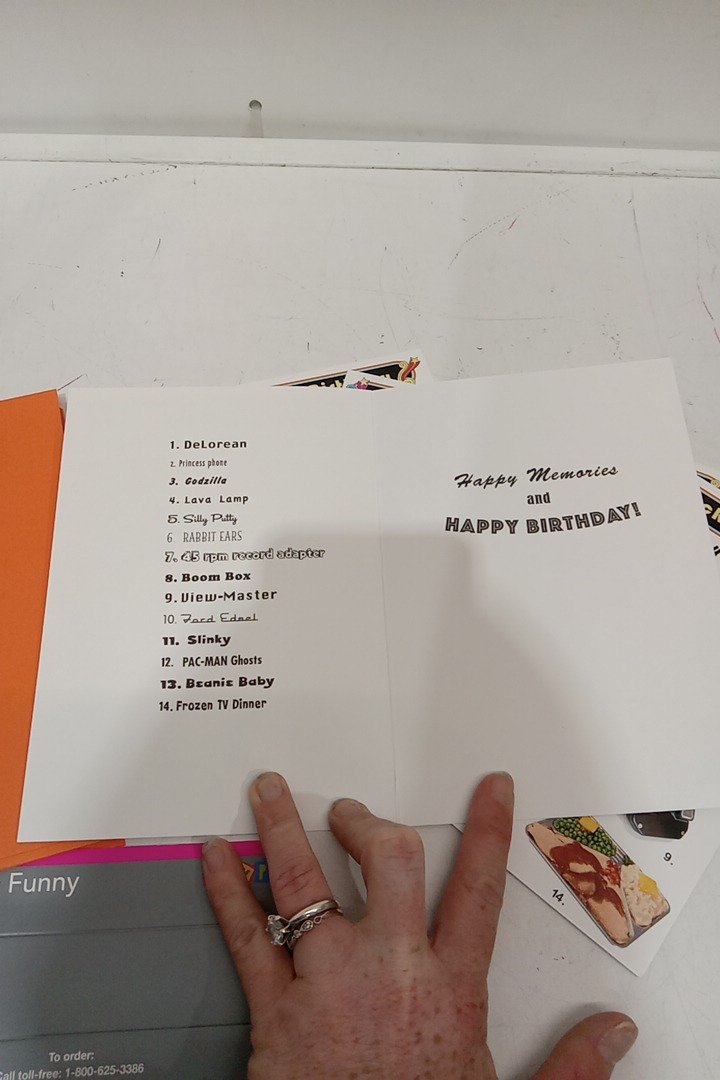 1. DeLorean
2. Princess phone
3. Godzilla
4. Lava Lamp
5. Silly Putty
6 RABBIT EARS
7. 45 rpm record adapter
8. Boom Box
9. View-Master
10. Ford Edsel
11. Slinky
12. PAC-MAN Ghosts
13. Beanie Baby
14. Frozen TV Dinner
Happy Memories
and
HAPPY BIRTHDAY!
9.
14.
Funny
To order:
Call toll-free: 1-800-625-3386